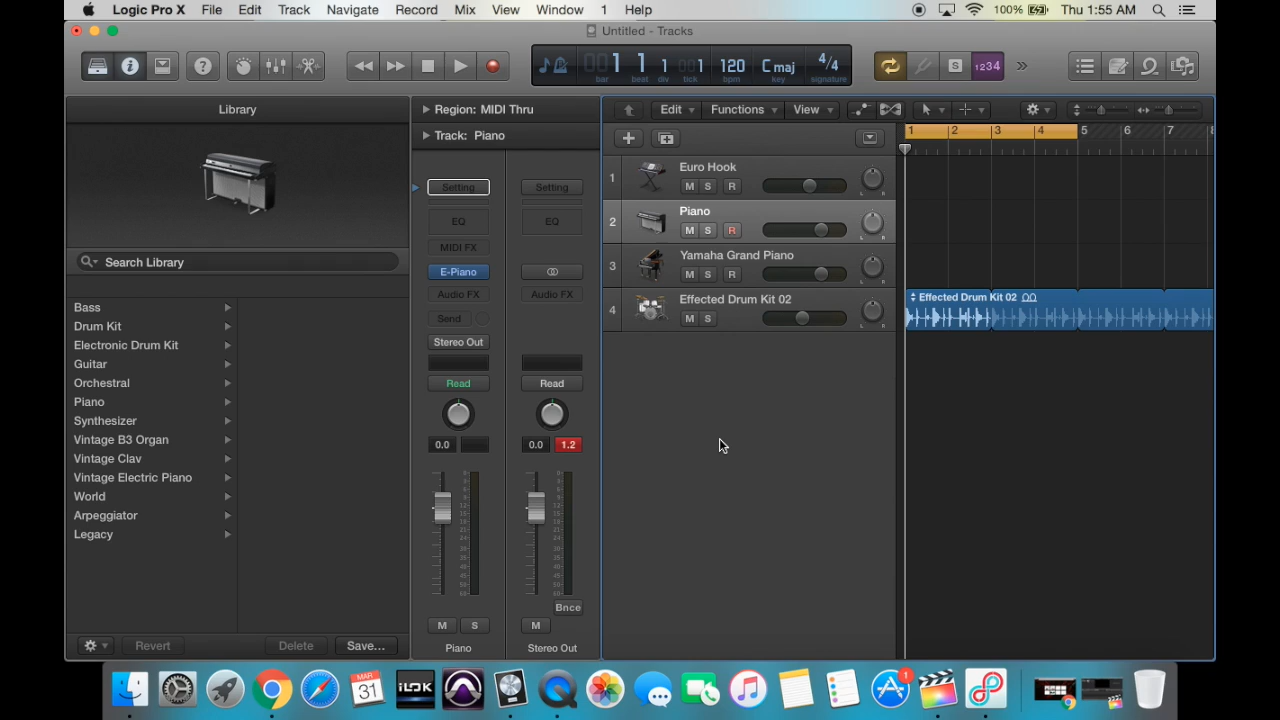 Logic Pro X File Edit Track Navigate Record Mix View Window 1 Help 100% Thu 1:55 AM
Untitled - Tracks
001 1 1 001 120 C maj 4/4
bar beat div tick bpm key signature
S 1234
Library
Search Library
Bass
Drum Kit
Electronic Drum Kit
Guitar
Orchestral
Piano
Synthesizer
Vintage B3 Organ
Vintage Clav
Vintage Electric Piano
World
Arpeggiator
Legacy
Revert Delete Save...
Region: MIDI Thru
Track: Piano
Setting Setting
EQ EQ
MIDI FX
E-Piano
Audio FX Audio FX
Send
Stereo Out
Read Read
0.0 0.0 1.2
Bnce
M S M
Piano Stereo Out
Edit Functions View
1 2 3 4 5 6 7 8
1 Euro Hook
M S R L R
2 Piano
M S R L R
3 Yamaha Grand Piano
M S R L R
4 Effected Drum Kit 02
M S L R
Effected Drum Kit 02
MAR
31
iLOK
1